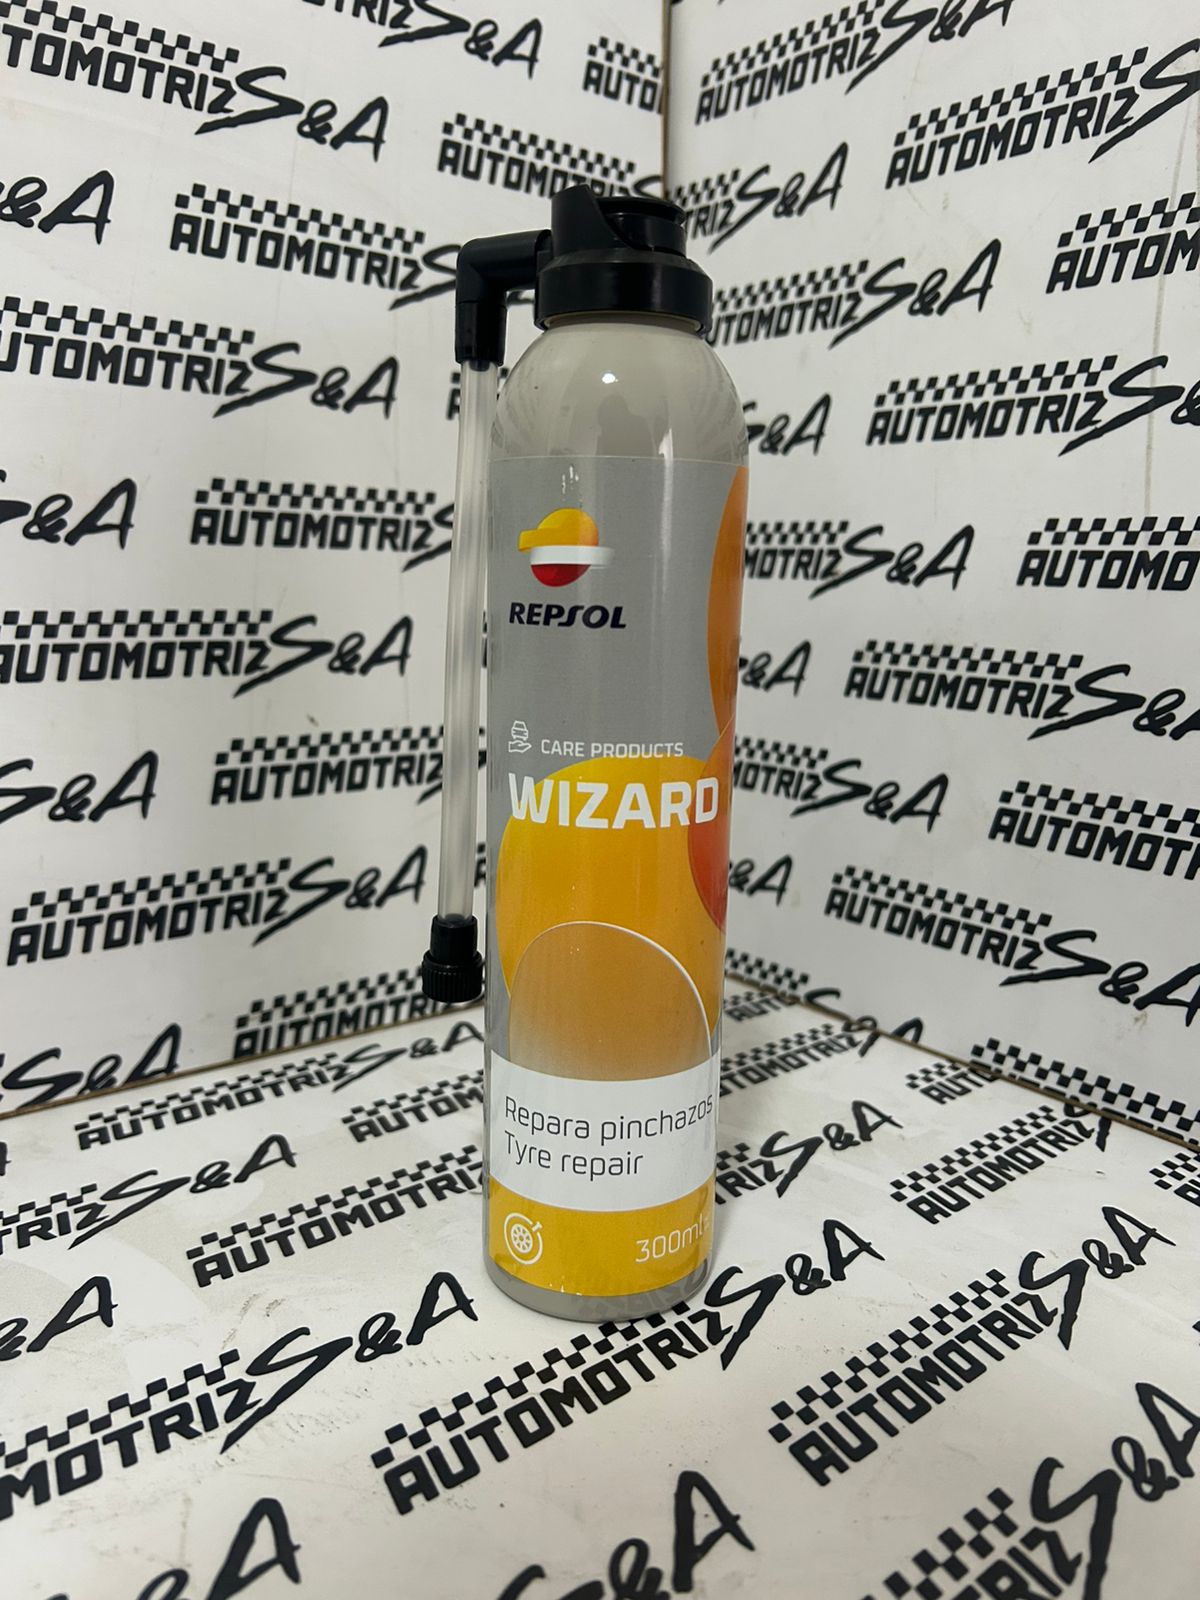 AUTOMOTRIZ S&A
REPSOL
CARE PRODUCTS
WIZARD
Repara pinchazos
Tyre repair
300ml